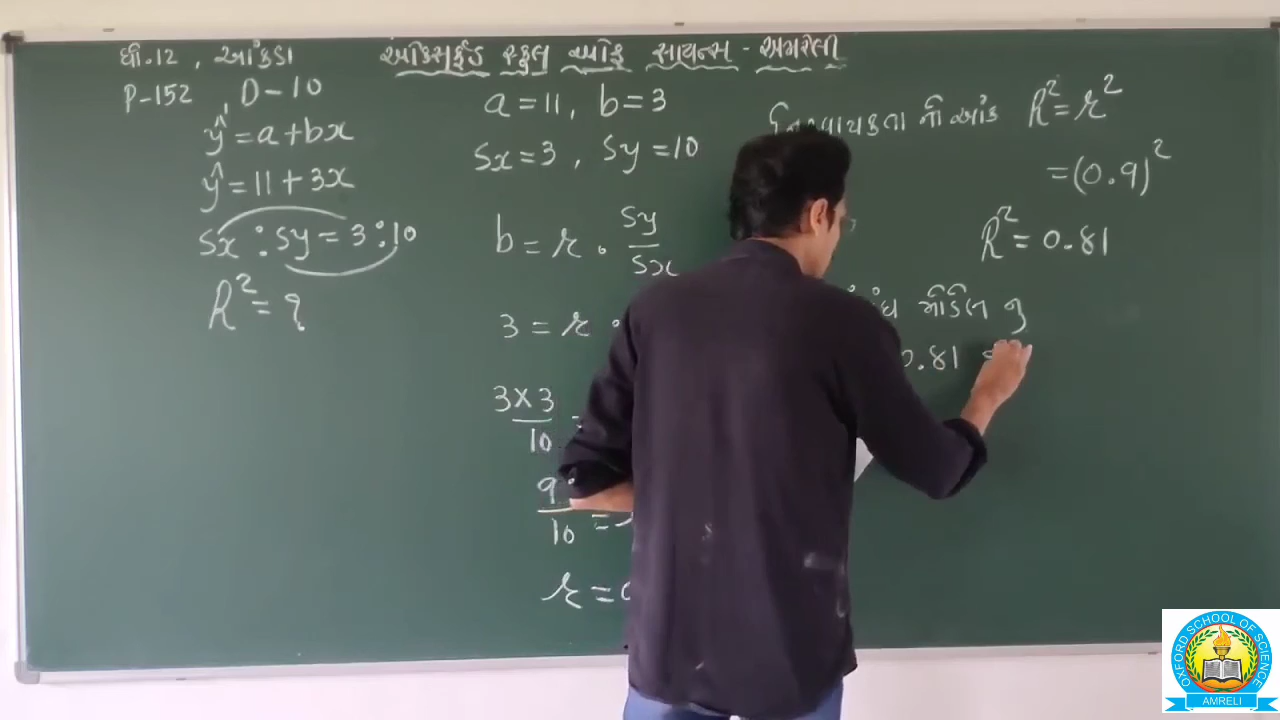 ધો.12 , આંકડા
ઓક્સફર્ડ સ્કૂલ ઓફ સાયન્સ - અમરેલી
P-152 , D-10
ŷ = a + bx
ŷ = 11 + 3x
Sx : Sy = 3 : 10
R² = ?
a = 11, b = 3
Sx = 3 , Sy = 10
b = r . Sy/Sx
3 = r .
3 × 3
10
9
10 =
r =
ની આંક R² = r²
= (0.9)²
R² = 0.81
મોડેલ નુ
0.81
OXFORD SCHOOL OF SCIENCE
AMRELI